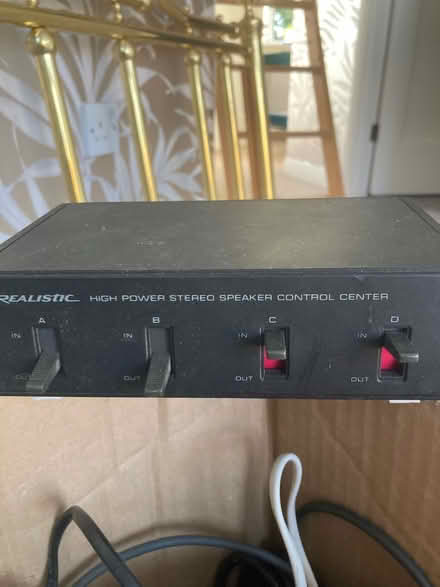 REALISTIC HIGH POWER STEREO SPEAKER CONTROL CENTER
A B C D
IN IN IN IN
OUT OUT OUT OUT